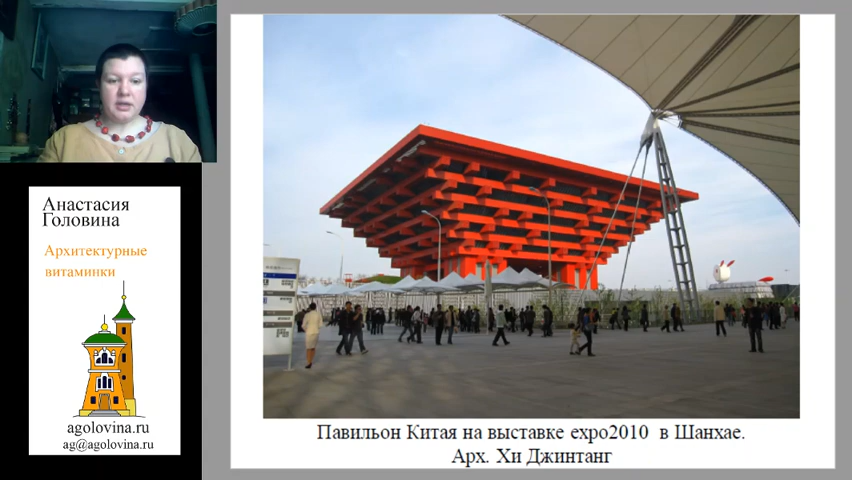 Анастасия
Головина
Архитектурные
витаминки
agolovina.ru
ag@agolovina.ru
Павильон Китая на выставке expo2010 в Шанхае.
Арх. Хи Джинтанг